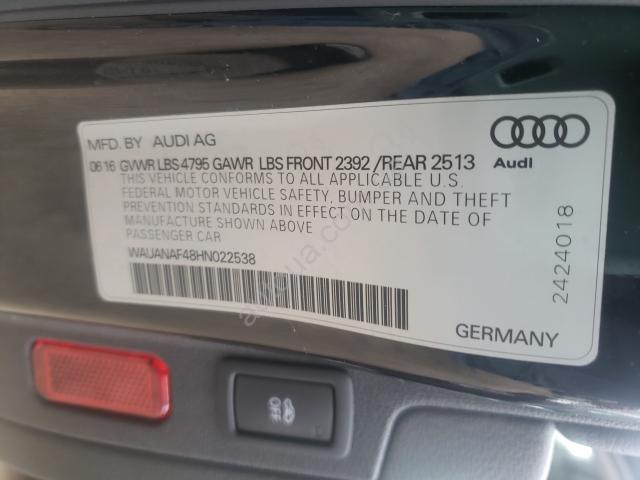 MFD. BY AUDI AG
06 16 GVWR LBS 4795 GAWR LBS FRONT 2392 /REAR 2513
THIS VEHICLE CONFORMS TO ALL APPLICABLE U.S.
FEDERAL MOTOR VEHICLE SAFETY, BUMPER AND THEFT
PREVENTION STANDARDS IN EFFECT ON THE DATE OF
MANUFACTURE SHOWN ABOVE
PASSENGER CAR
WAUANAF48HN022538
Audi
2424018
GERMANY
OFF